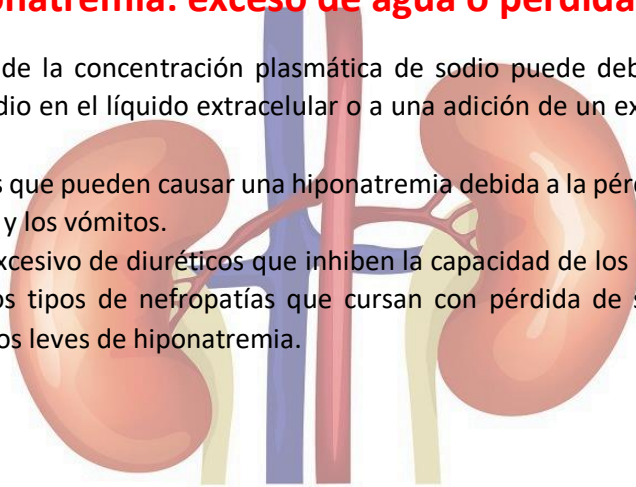 natremia: exceso de agua o pérdida
de la concentración plasmática de sodio puede deb
dio en el líquido extracelular o a una adición de un ex
s que pueden causar una hiponatremia debida a la pérd
y los vómitos.
excesivo de diuréticos que inhiben la capacidad de los
os tipos de nefropatías que cursan con pérdida de s
os leves de hiponatremia.